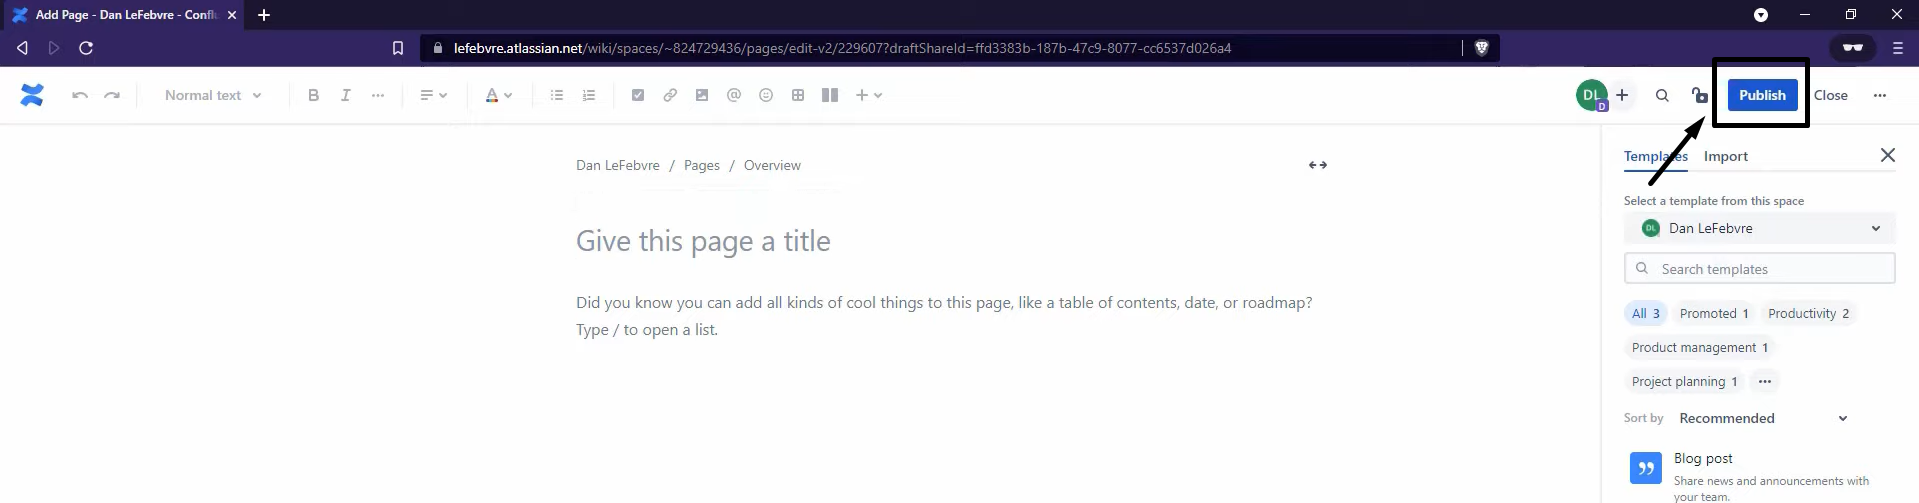 Add Page - Dan LeFebvre - Conflu
lefebvre.atlassian.net/wiki/spaces/~824729436/pages/edit-v2/229607?draftShareId=ffd3383b-187b-47c9-8077-cc6537d026a4
Normal text
B I A
DL D
Publish Close
Dan LeFebvre / Pages / Overview
Give this page a title
Did you know you can add all kinds of cool things to this page, like a table of contents, date, or roadmap?
Type / to open a list.
Templates Import
Select a template from this space
DL Dan LeFebvre
Search templates
All 3 Promoted 1 Productivity 2
Product management 1
Project planning 1
Sort by Recommended
Blog post
Share news and announcements with
your team.